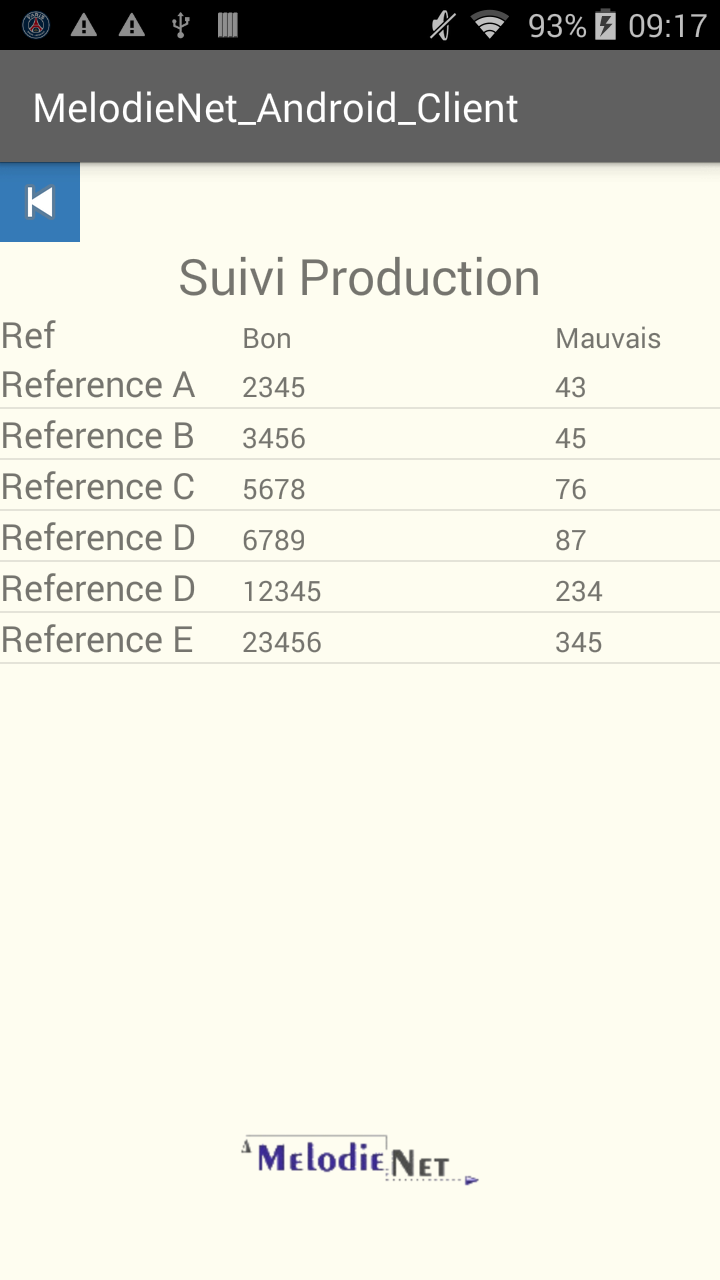 93% 09:17
MelodieNet_Android_Client
Suivi Production
Ref Bon Mauvais
Reference A 2345 43
Reference B 3456 45
Reference C 5678 76
Reference D 6789 87
Reference D 12345 234
Reference E 23456 345
MelodieNet